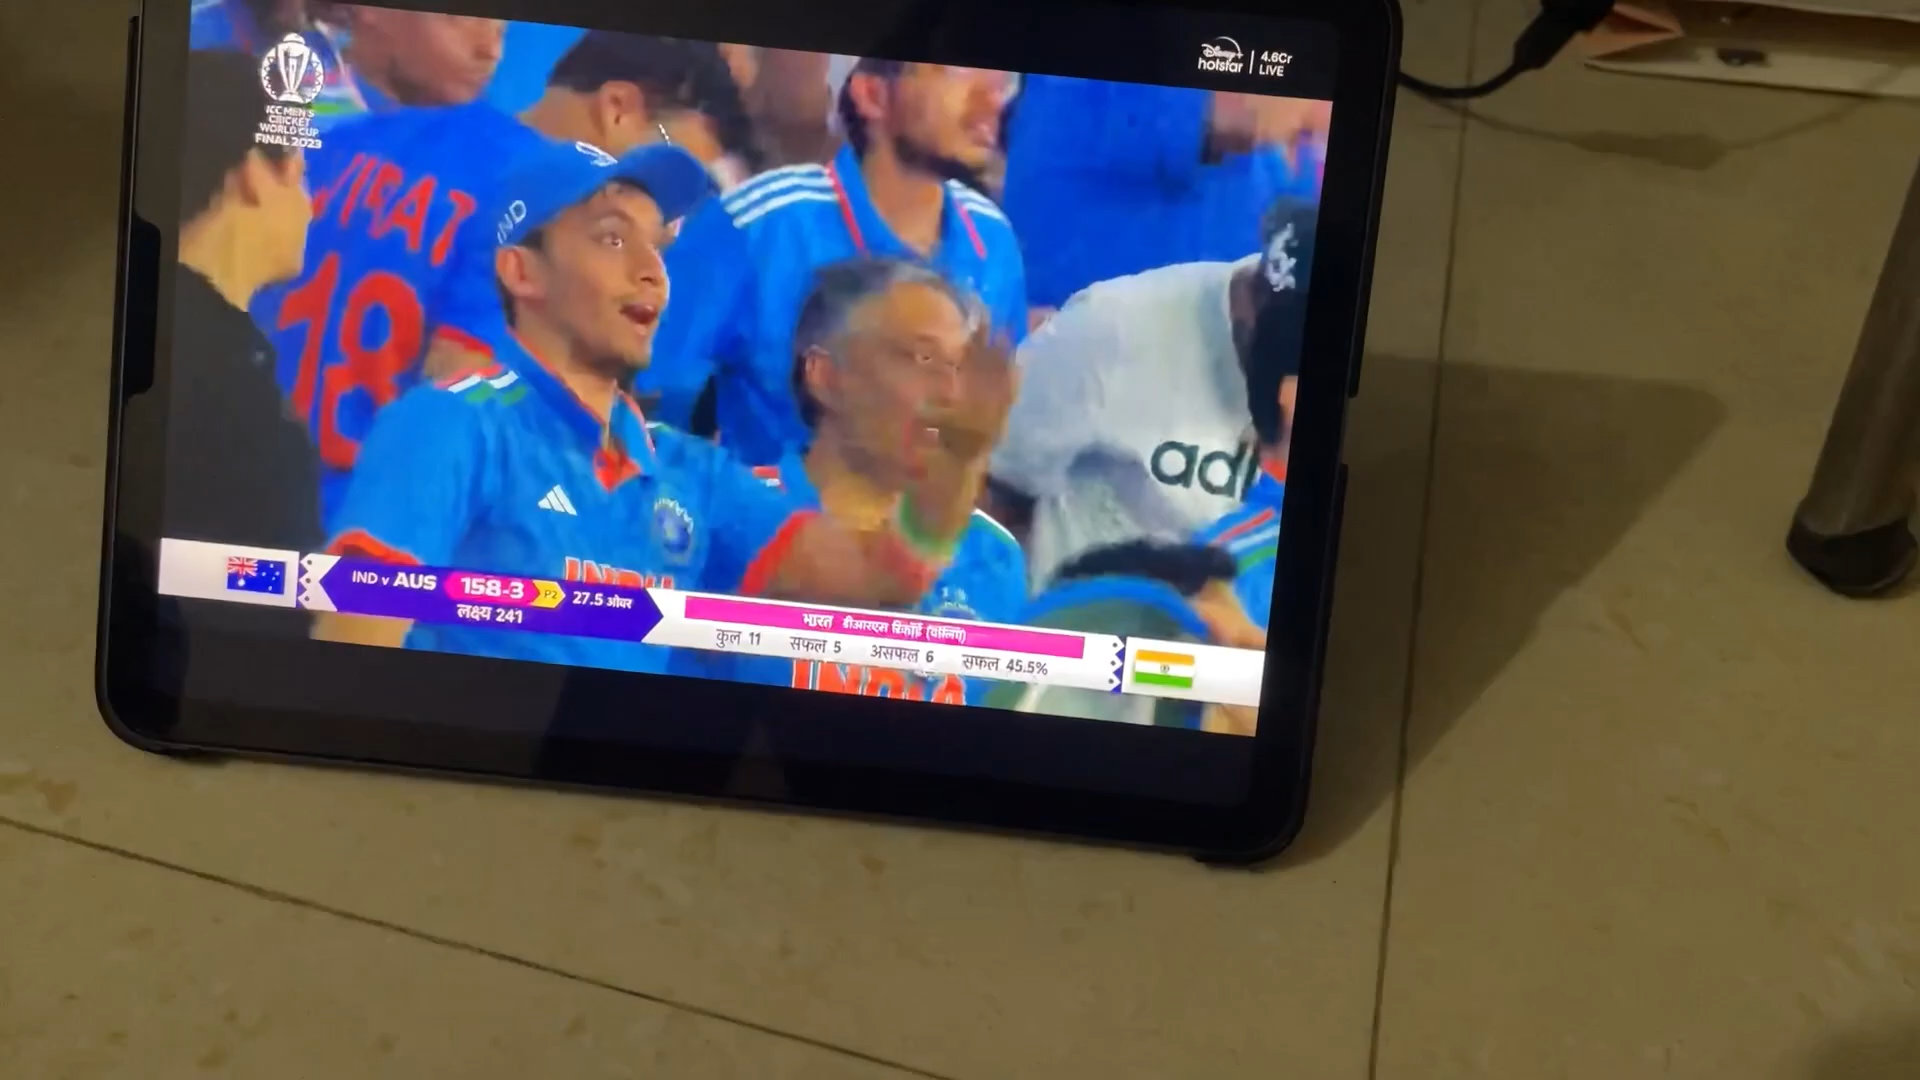 ICC MEN'S
CRICKET
WORLD CUP
FINAL 2023
Disney+
hotstar
4.6Cr
LIVE
VIRAT
18
IND
adi
INDIA
IND v AUS 158-3 P2 27.5 ओवर
लक्ष्य 241
भारत डीआरएस रिकॉर्ड (बॉलिंग)
कुल 11 सफल 5 असफल 6 सफल 45.5%
INDIA